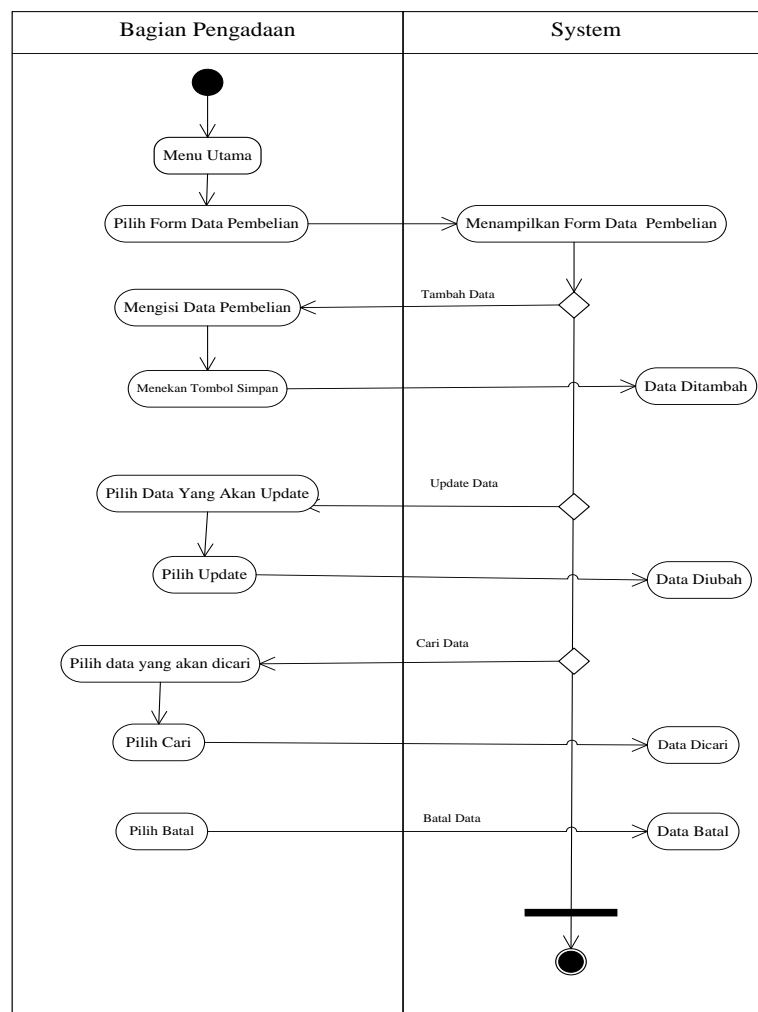 Bagian Pengadaan
System
Menu Utama
Pilih Form Data Pembelian
Menampilkan Form Data  Pembelian
Tambah Data
Mengisi Data Pembelian
Menekan Tombol Simpan
Data Ditambah
Update Data
Pilih Data Yang Akan Update
Pilih Update
Data Diubah
Cari Data
Pilih data yang akan dicari
Pilih Cari
Data Dicari
Batal Data
Pilih Batal
Data Batal